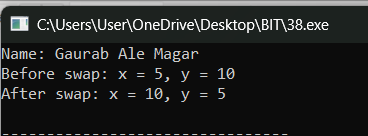 C:\Users\User\OneDrive\Desktop\BIT\38.exe
Name: Gaurab Ale Magar
Before swap: x = 5, y = 10
After swap: x = 10, y = 5
--------------------------------